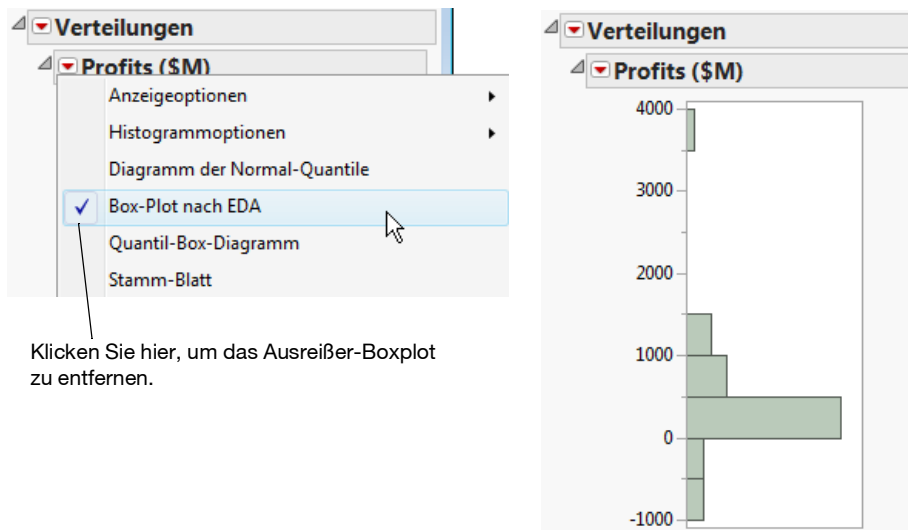 Verteilungen
Profits ($M)
Anzeigeoptionen
Histogrammoptionen
Diagramm der Normal-Quantile
Box-Plot nach EDA
Quantil-Box-Diagramm
Stamm-Blatt
Klicken Sie hier, um das Ausreißer-Boxplot
zu entfernen.
Verteilungen
Profits ($M)
4000
3000
2000
1000
0
-1000